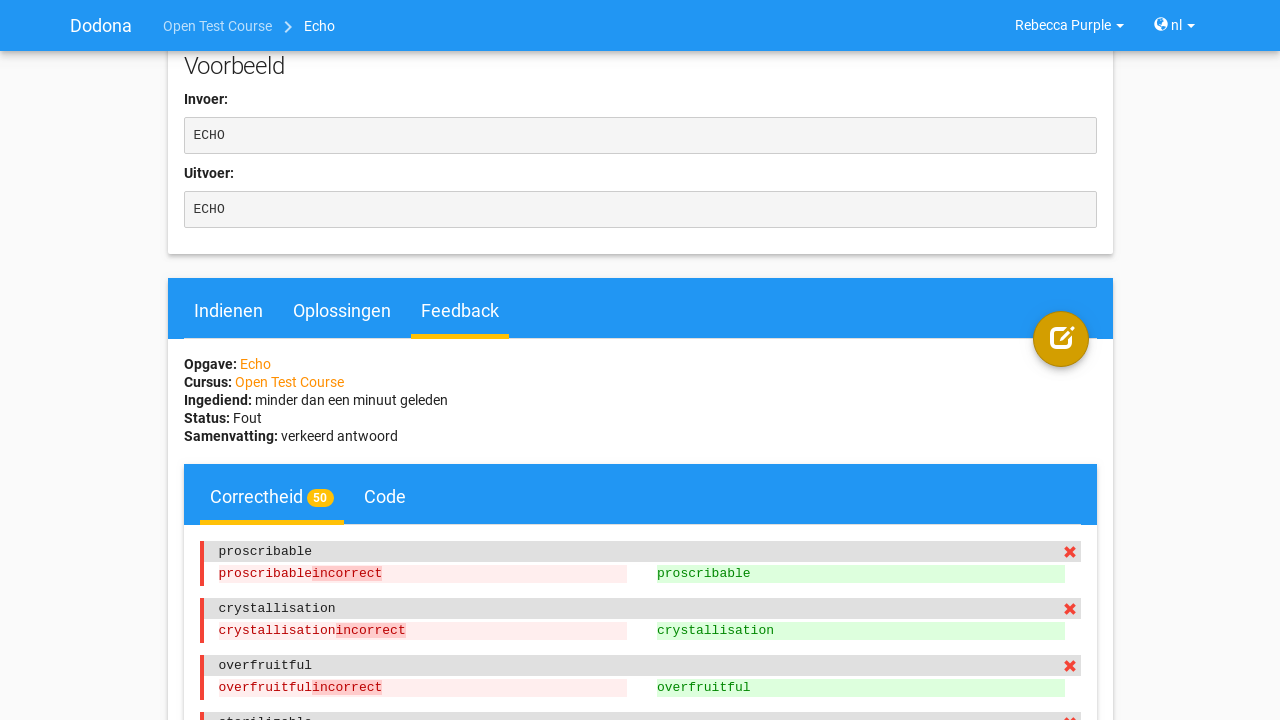 Dodona Open Test Course Echo Rebecca Purple nl
Voorbeeld
Invoer:
ECHO
Uitvoer:
ECHO
Indienen Oplossingen Feedback
Opgave: Echo
Cursus: Open Test Course
Ingediend: minder dan een minuut geleden
Status: Fout
Samenvatting: verkeerd antwoord
Correctheid 50 Code
proscribable
proscribableincorrect proscribable
crystallisation
crystallisationincorrect crystallisation
overfruitful
overfruitfulincorrect overfruitful